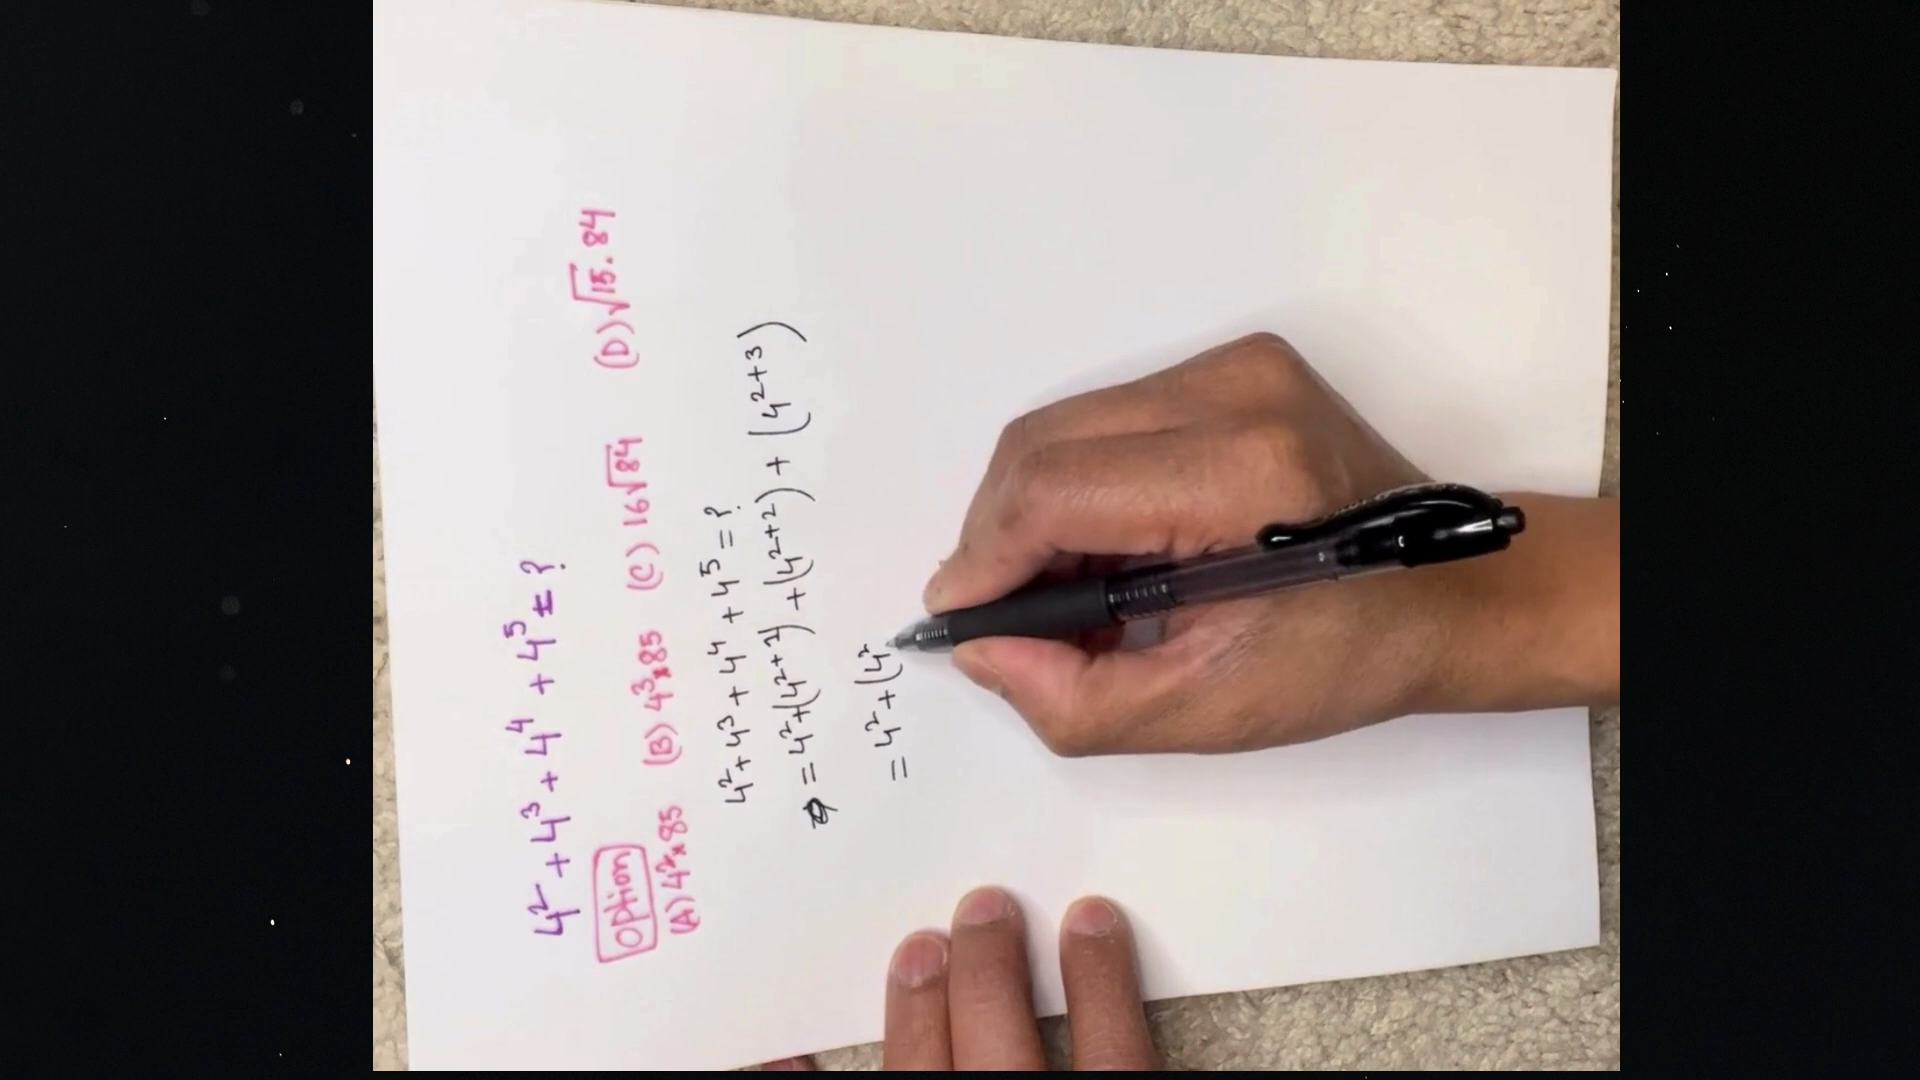 4² + 4³ + 4⁴ + 4⁵ = ?
Option
(A) 4²×85 (B) 4³×85 (C) 16√84 (D) √15.84
4² + 4³ + 4⁴ + 4⁵ = ?
= 4² + (4²⁺¹) + (4²⁺²) + (4²⁺³)
= 4² + (4²